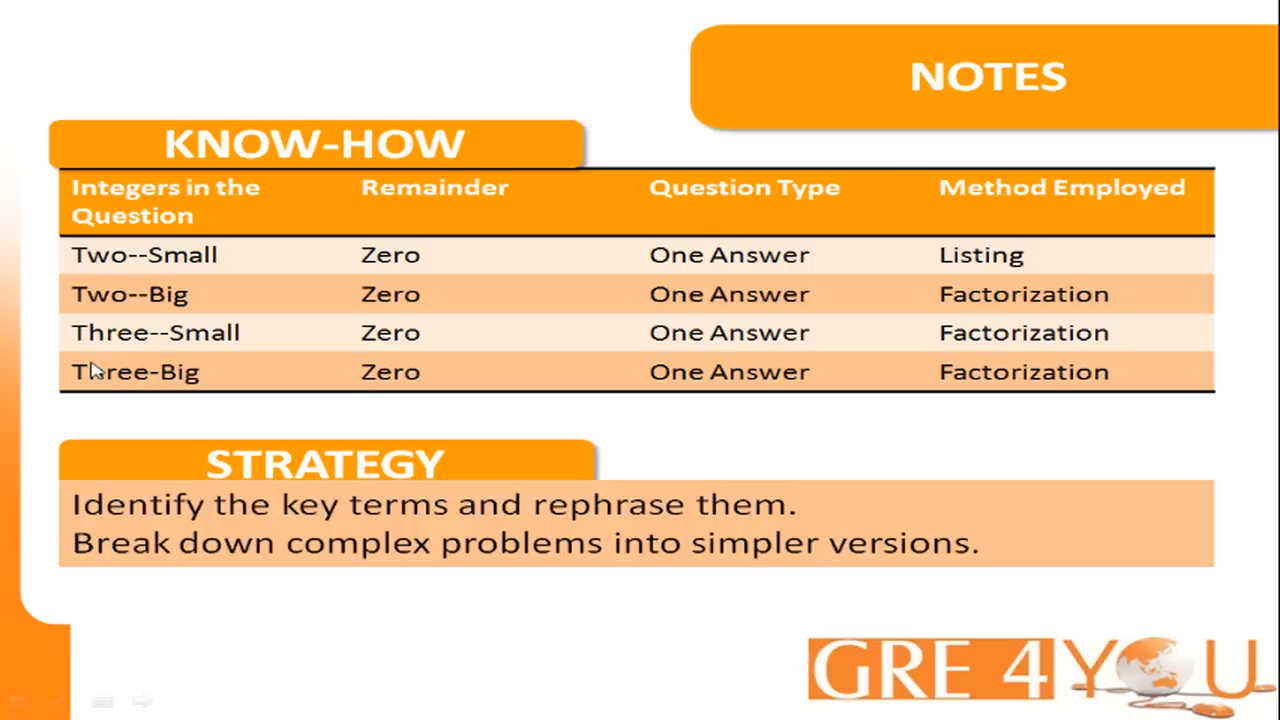 NOTES
KNOW-HOW
Integers in the Question Remainder Question Type Method Employed
Two--Small Zero One Answer Listing
Two--Big Zero One Answer Factorization
Three--Small Zero One Answer Factorization
Three-Big Zero One Answer Factorization
STRATEGY
Identify the key terms and rephrase them.
Break down complex problems into simpler versions.
GRE 4YOU